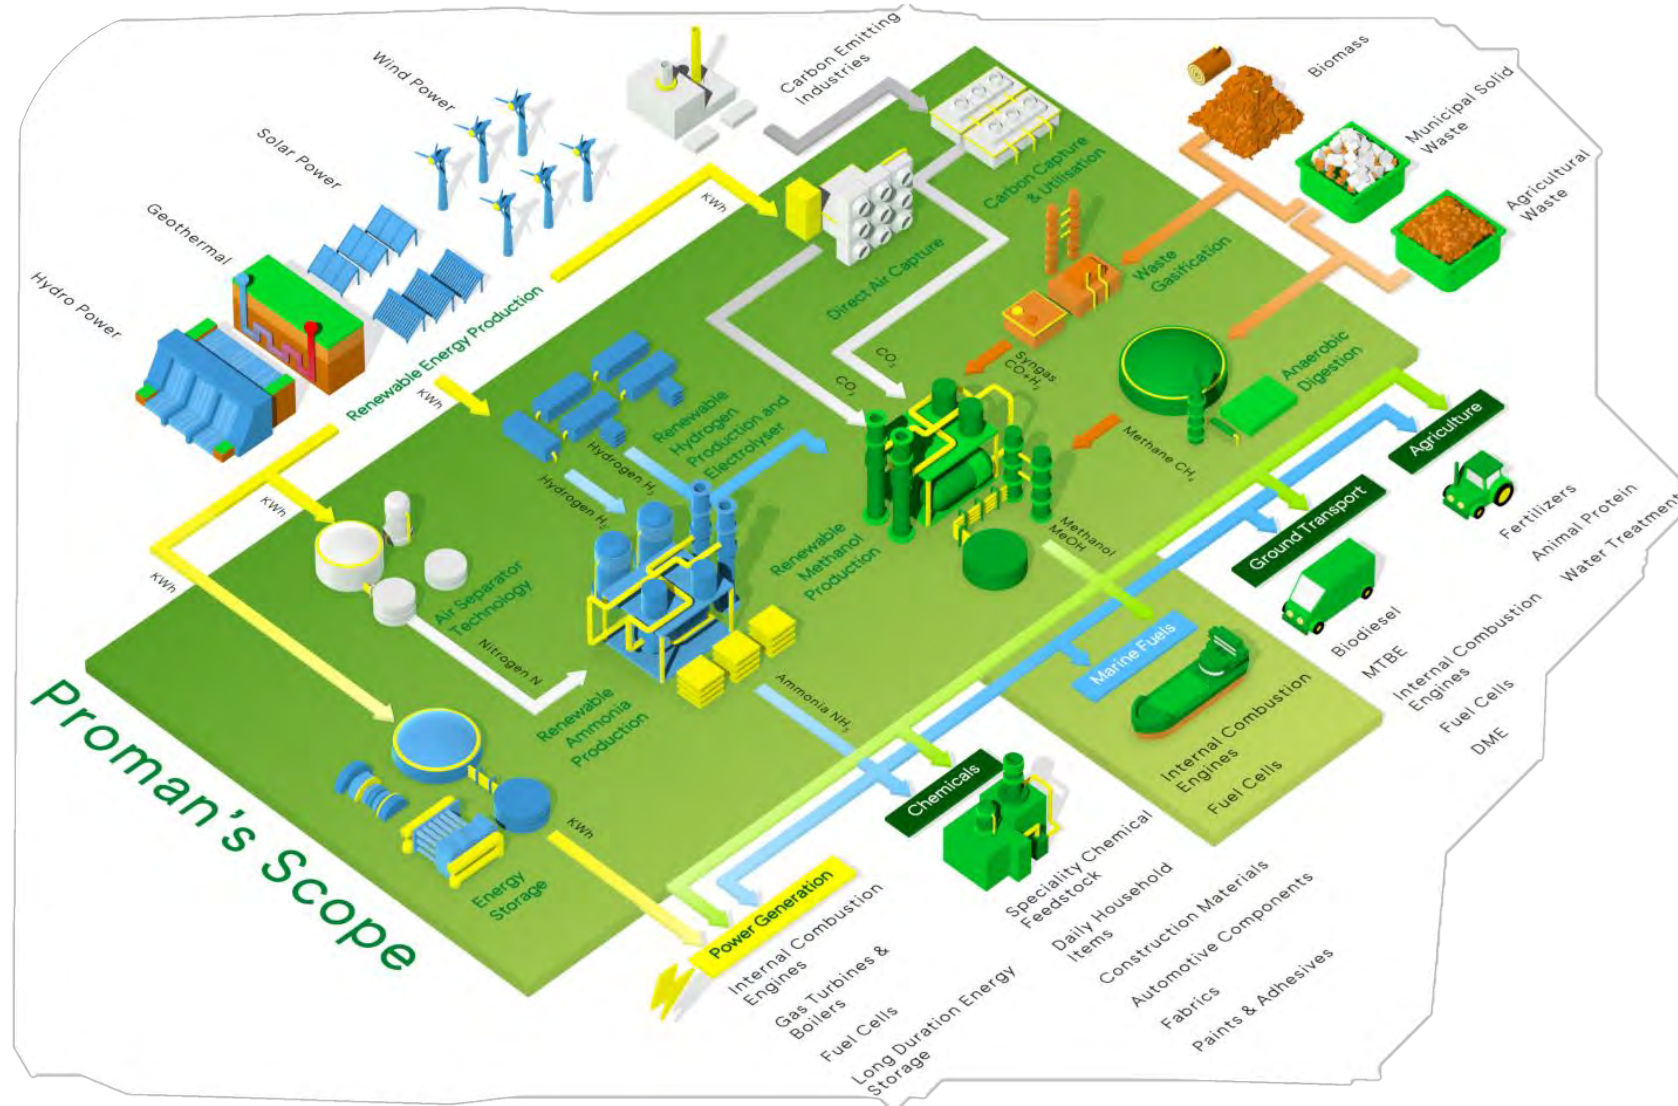 Carbon Emitting
Industries
Wind Power
Solar Power
Geothermal
Hydro Power
Biomass
Municipal Solid
Waste
Agricultural
Waste
Renewable Energy Production
KWh
KWh
KWh
KWh
Carbon Capture
& Utilisation
Direct Air Capture
CO2
CO2
Waste
Gasification
Syngas
CO+H2
Anaerobic
Digestion
Methane CH4
Renewable
Hydrogen
Production and
Electrolyser
Hydrogen H2
Hydrogen H2
Air Separator
Technology
Nitrogen N
Renewable
Methanol
Production
Methanol
MeOH
Renewable
Ammonia
Production
Ammonia NH3
Energy
Storage
KWh
Proman's Scope
Agriculture
Fertilizers
Animal Protein
Water Treatment
Ground Transport
Biodiesel
MTBE
Internal Combustion
Engines
Fuel Cells
DME
Marine Fuels
Internal Combustion
Engines
Fuel Cells
Chemicals
Speciality Chemical
Feedstock
Daily Household
Items
Construction Materials
Automotive Components
Fabrics
Paints & Adhesives
Power Generation
Internal Combustion
Engines
Gas Turbines &
Boilers
Fuel Cells
Long Duration Energy
Storage